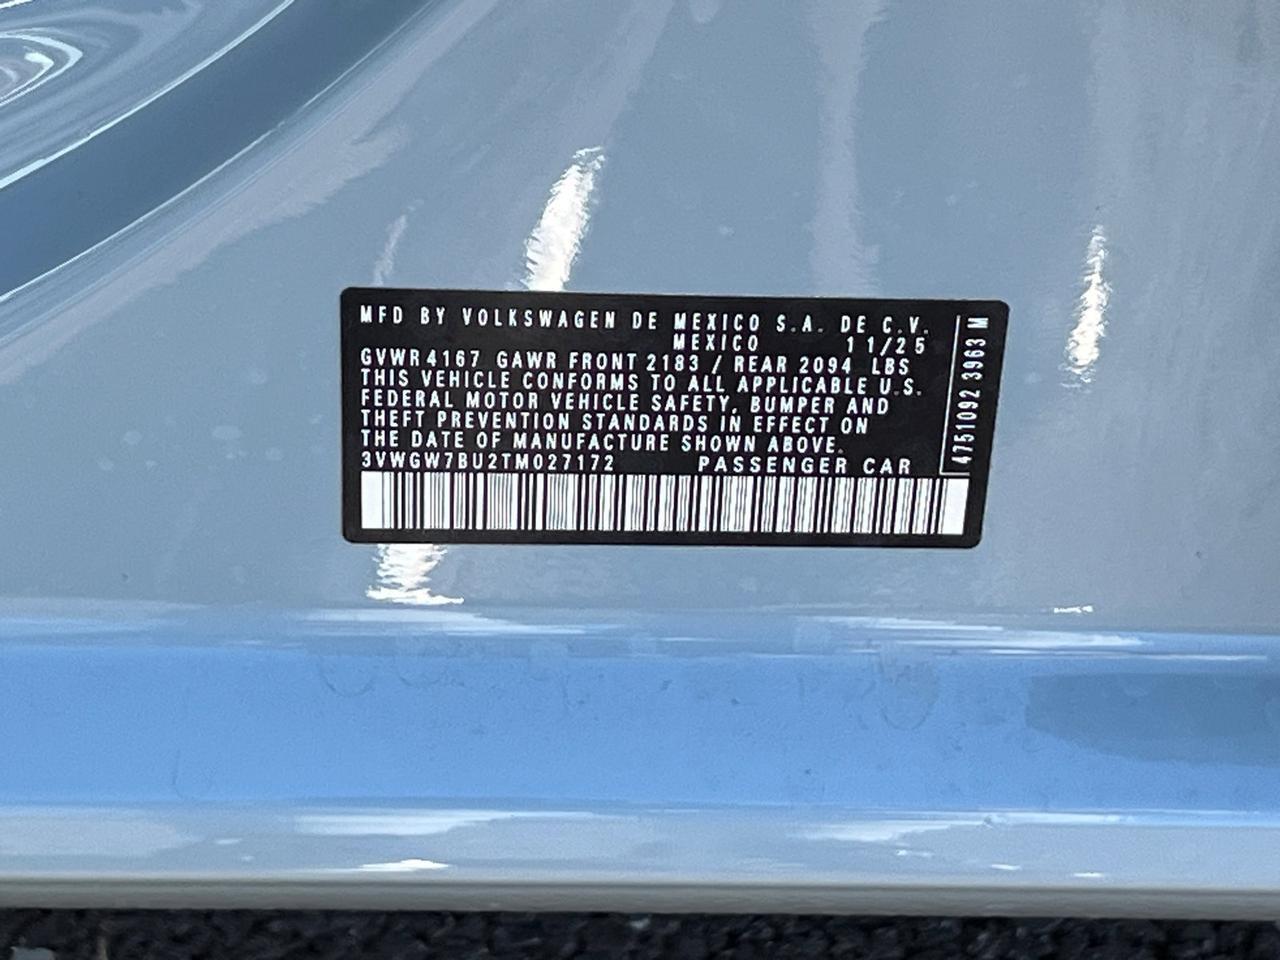 MFD BY VOLKSWAGEN DE MEXICO S.A. DE C.V.
MEXICO 11/25
GVWR 4167 GAWR FRONT 2183 / REAR 2094 LBS
THIS VEHICLE CONFORMS TO ALL APPLICABLE U.S.
FEDERAL MOTOR VEHICLE SAFETY, BUMPER AND
THEFT PREVENTION STANDARDS IN EFFECT ON
THE DATE OF MANUFACTURE SHOWN ABOVE.
3VWGW7BU2TM027172 PASSENGER CAR
4751092 3963 M